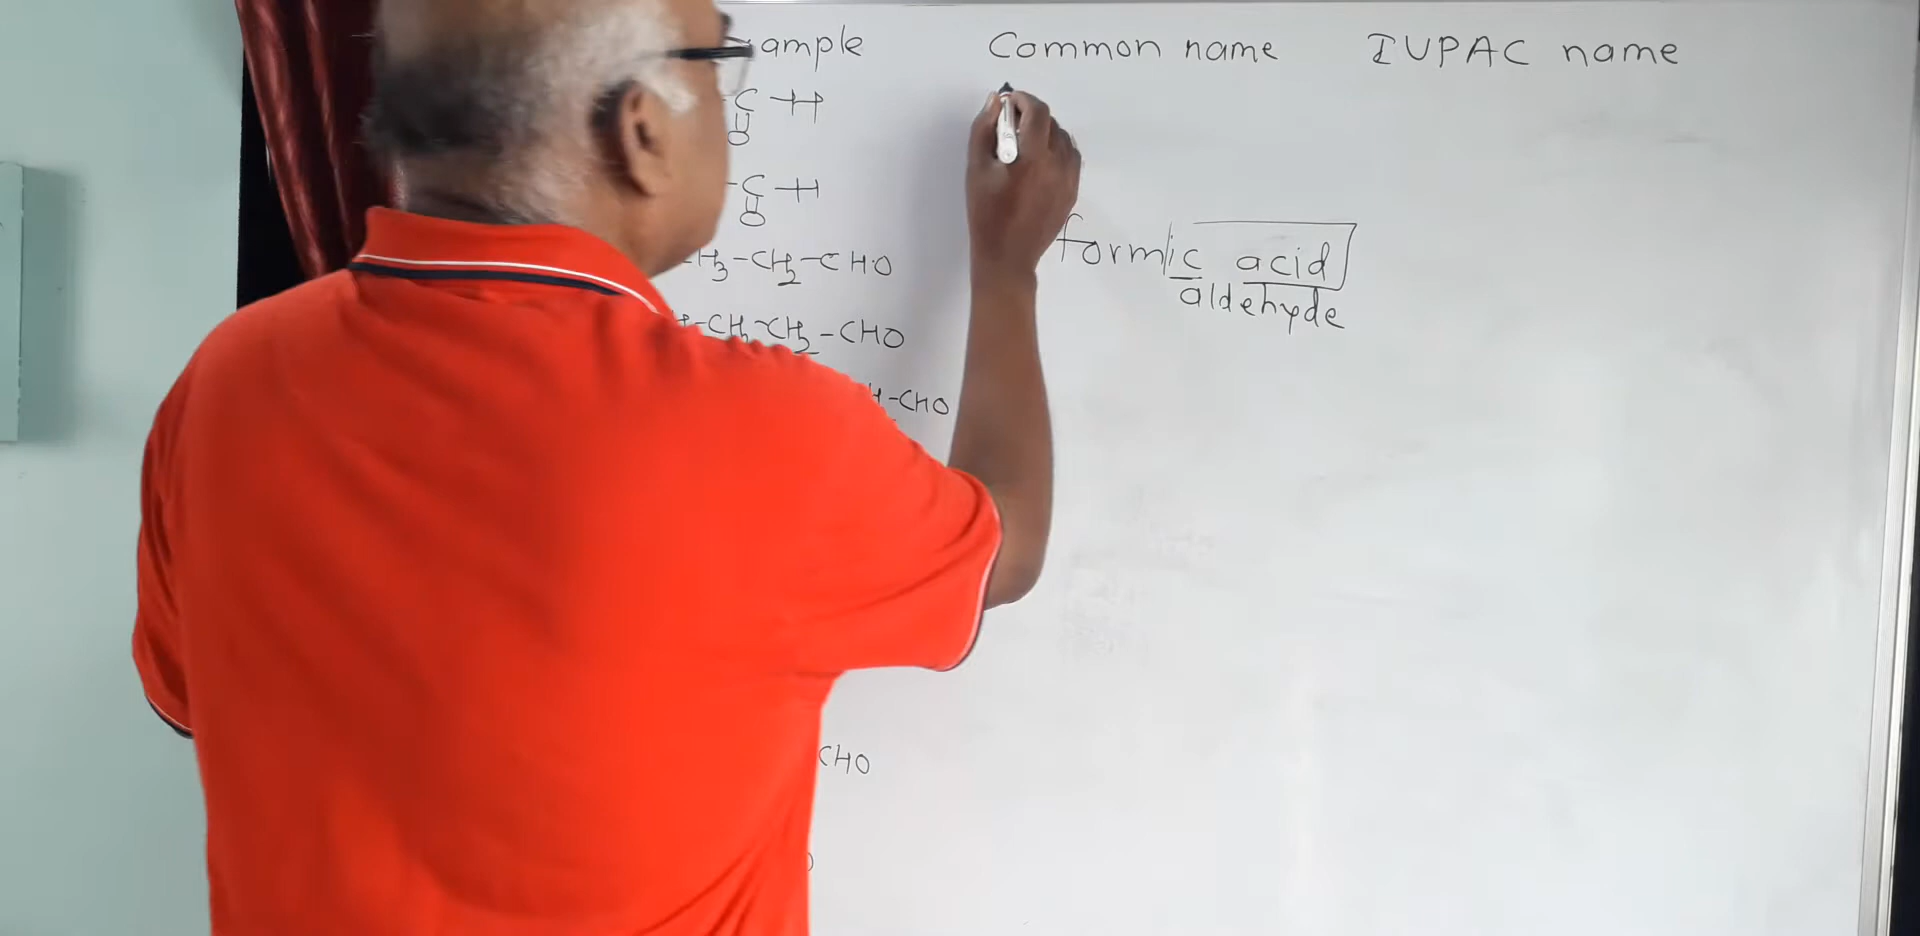 ample Common name IUPAC name
C-H
||
O
-C-H
||
O
H3-CH2-CHO
formic acid
aldehyde
-CH2-CH2-CHO
H-CHO
CHO